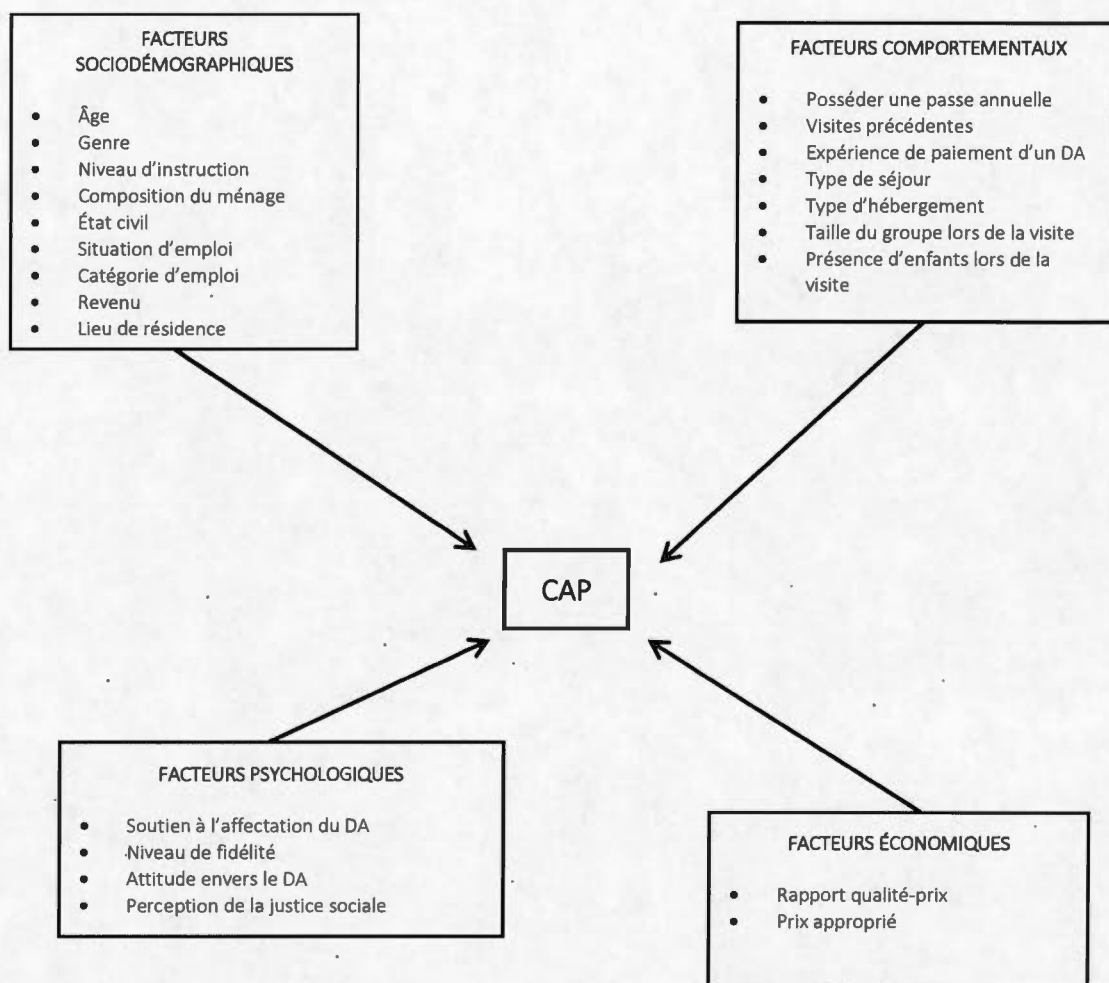 FACTEURS
SOCIODÉMOGRAPHIQUES
• Âge
• Genre
• Niveau d'instruction
• Composition du ménage
• État civil
• Situation d'emploi
• Catégorie d'emploi
• Revenu
• Lieu de résidence
FACTEURS COMPORTEMENTAUX
• Posséder une passe annuelle
• Visites précédentes
• Expérience de paiement d'un DA
• Type de séjour
• Type d'hébergement
• Taille du groupe lors de la visite
• Présence d'enfants lors de la
visite
CAP
FACTEURS PSYCHOLOGIQUES
• Soutien à l'affectation du DA
• Niveau de fidélité
• Attitude envers le DA
• Perception de la justice sociale
FACTEURS ÉCONOMIQUES
• Rapport qualité-prix
• Prix approprié